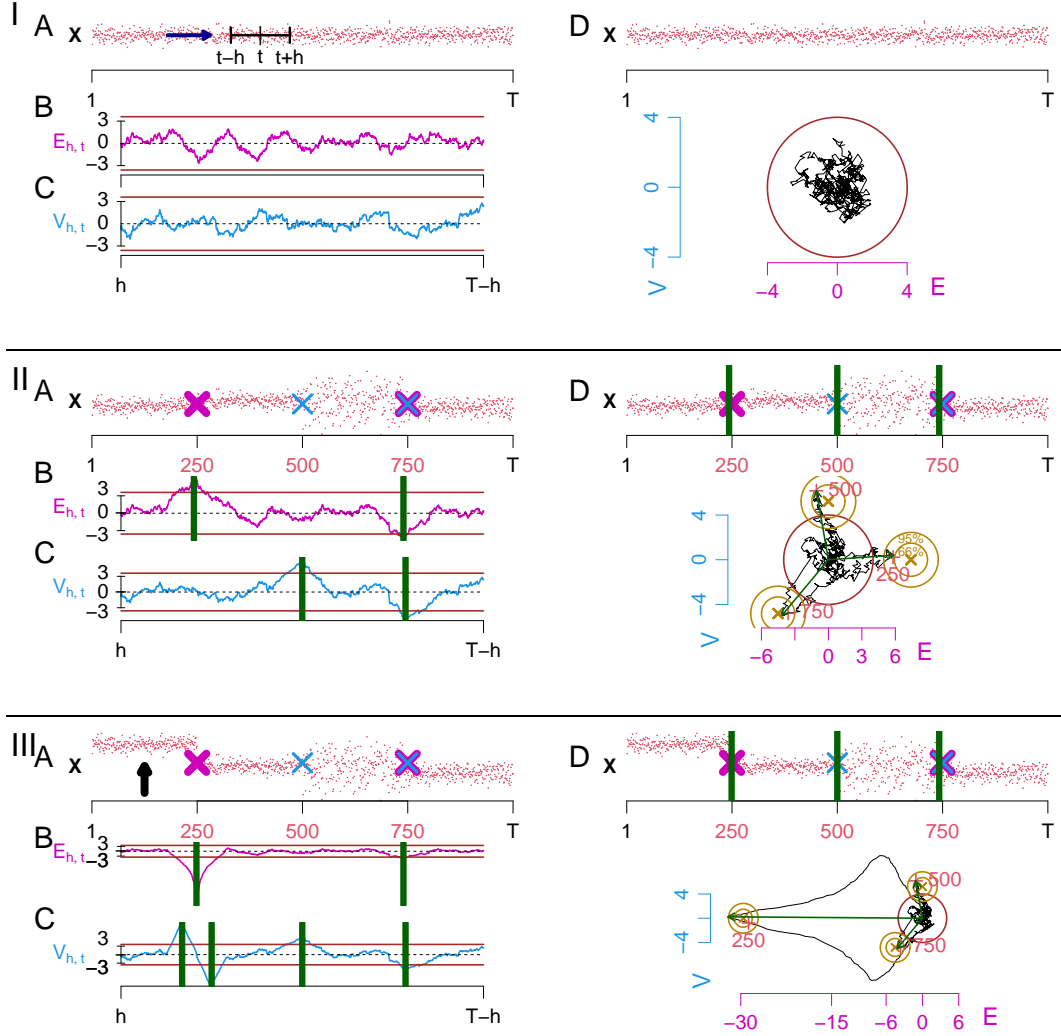 I
A
x
t−h t t+h
1 T
B
E h, t
3
0
−3
C
V h, t
3
0
−3
h T−h
D
x
1 T
V
4
0
−4
−4 0 4 E
II
A
x
1 250 500 750 T
B
E h, t
3
0
−3
C
V h, t
3
0
−3
h T−h
D
x
1 250 500 750 T
V
4
0
−4
500
95%
66%
250
750
−6 0 3 6 E
III
A
x
1 250 500 750 T
B
E h, t
3
−3
C
V h, t
3
−3
h T−h
D
x
1 250 500 750 T
V
4
−4
500
250
750
−30 −15 −6 0 6 E